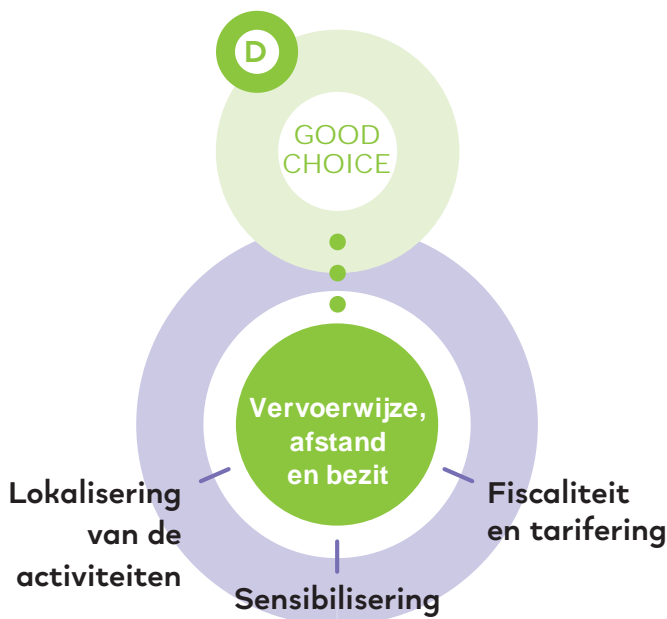 D
GOOD
CHOICE
Vervoerwijze,
afstand
en bezit
Lokalisering
van de
activiteiten
Fiscaliteit
en tarifering
Sensibilisering